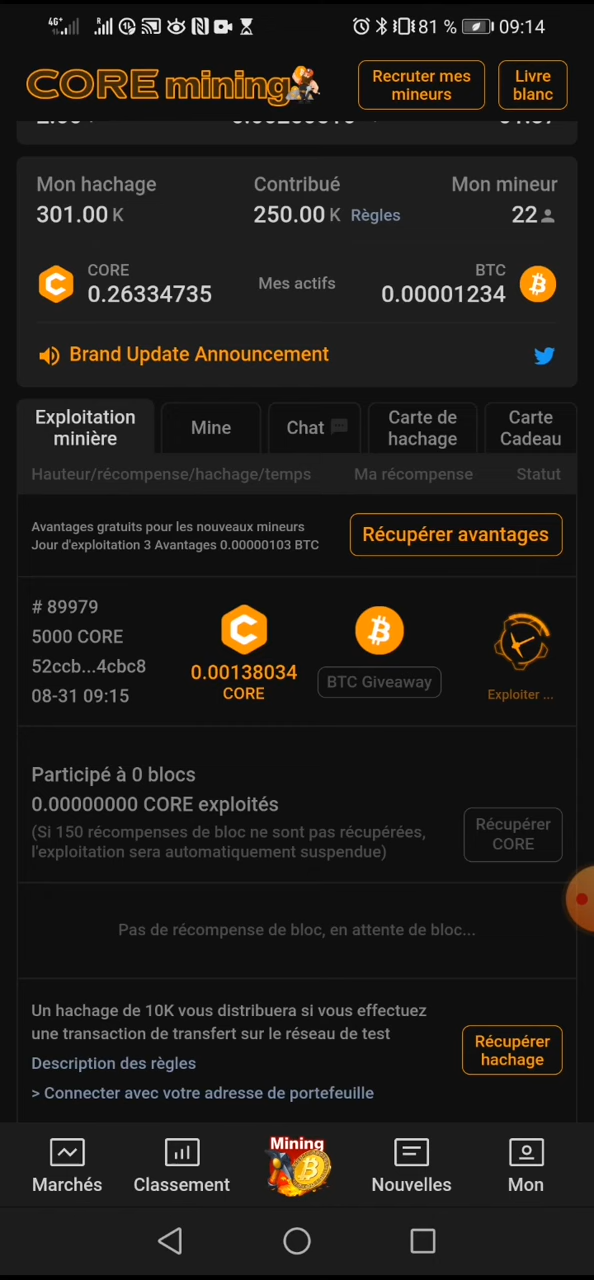 4G+ R 81 % 09:14
CORE mining
Recruter mes
mineurs
Livre
blanc
Mon hachage Contribué Mon mineur
301.00 K 250.00 K Règles 22
CORE Mes actifs BTC
0.26334735 0.00001234
Brand Update Announcement
Exploitation
minière
Mine
Chat
Carte de
hachage
Carte
Cadeau
Hauteur/récompense/hachage/temps Ma récompense Statut
Avantages gratuits pour les nouveaux mineurs
Jour d'exploitation 3 Avantages 0.00000103 BTC
Récupérer avantages
# 89979
5000 CORE
52ccb...4cbc8
08-31 09:15
0.00138034
CORE
BTC Giveaway
Exploiter ...
Participé à 0 blocs
0.00000000 CORE exploités
(Si 150 récompenses de bloc ne sont pas récupérées,
l'exploitation sera automatiquement suspendue)
Récupérer
CORE
Pas de récompense de bloc, en attente de bloc...
Un hachage de 10K vous distribuera si vous effectuez
une transaction de transfert sur le réseau de test
Description des règles
> Connecter avec votre adresse de portefeuille
Récupérer
hachage
Mining
Marchés Classement Nouvelles Mon